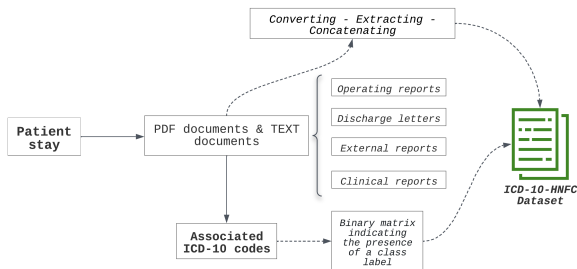 Converting - Extracting -
Concatenating
Operating reports
Discharge letters
External reports
Clinical reports
Patient
stay
PDF documents & TEXT
documents
ICD-10-HNFC
Dataset
Associated
ICD-10 codes
Binary matrix
indicating
the presence
of a class
label